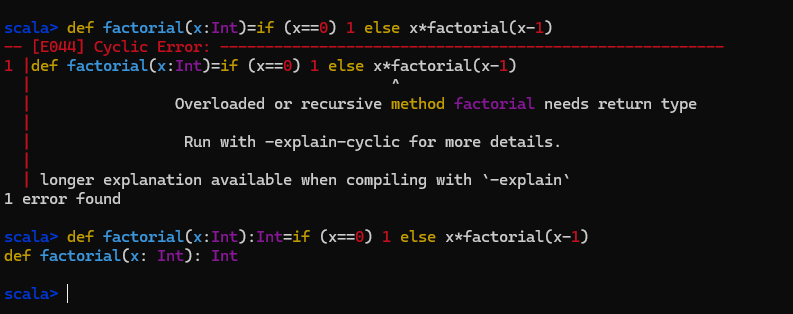 scala> def factorial(x:Int)=if (x==0) 1 else x*factorial(x-1)
-- [E044] Cyclic Error: --------------------------------------------------------
1 |def factorial(x:Int)=if (x==0) 1 else x*factorial(x-1)
  |                                        ^
  |                Overloaded or recursive method factorial needs return type
  |
  |                 Run with -explain-cyclic for more details.
  |
  | longer explanation available when compiling with `-explain`
1 error found
scala> def factorial(x:Int):Int=if (x==0) 1 else x*factorial(x-1)
def factorial(x: Int): Int
scala>